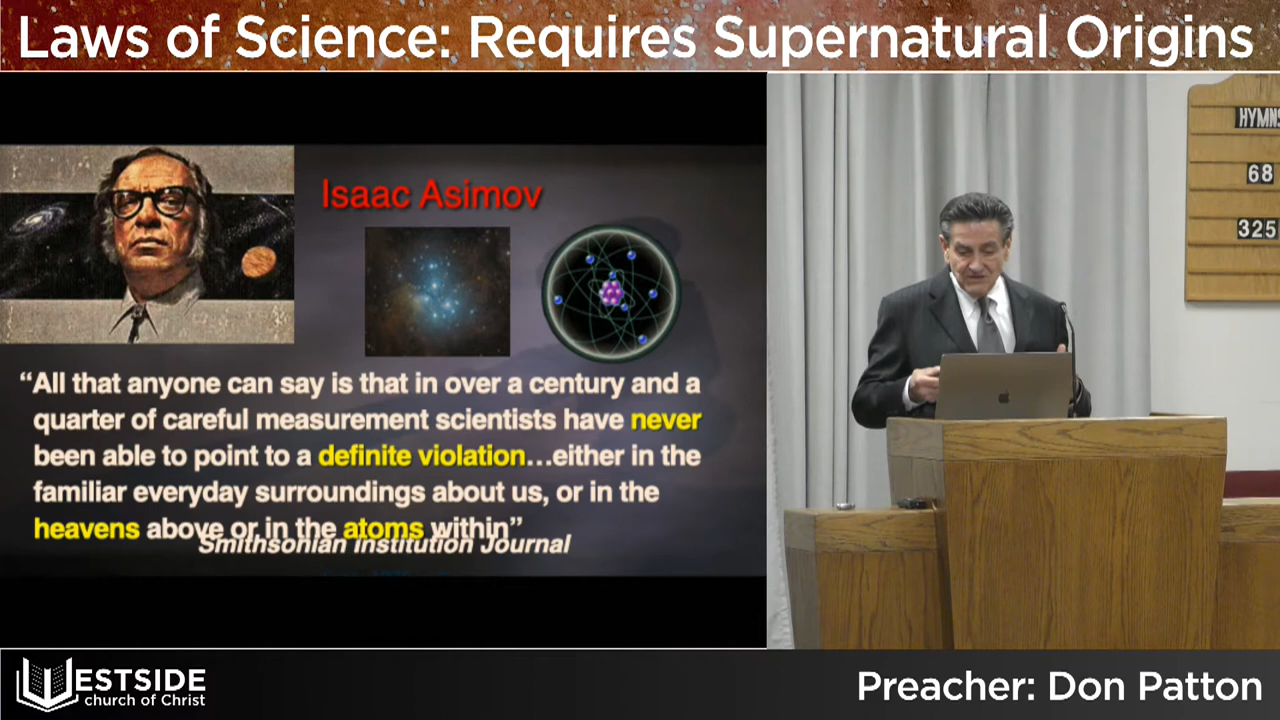 Laws of Science: Requires Supernatural Origins
Isaac Asimov
“All that anyone can say is that in over a century and a
quarter of careful measurement scientists have never
been able to point to a definite violation…either in the
familiar everyday surroundings about us, or in the
heavens above or in the atoms within”
Smithsonian Institution Journal
HYMNS
68
325
WESTSIDE
church of Christ
Preacher: Don Patton